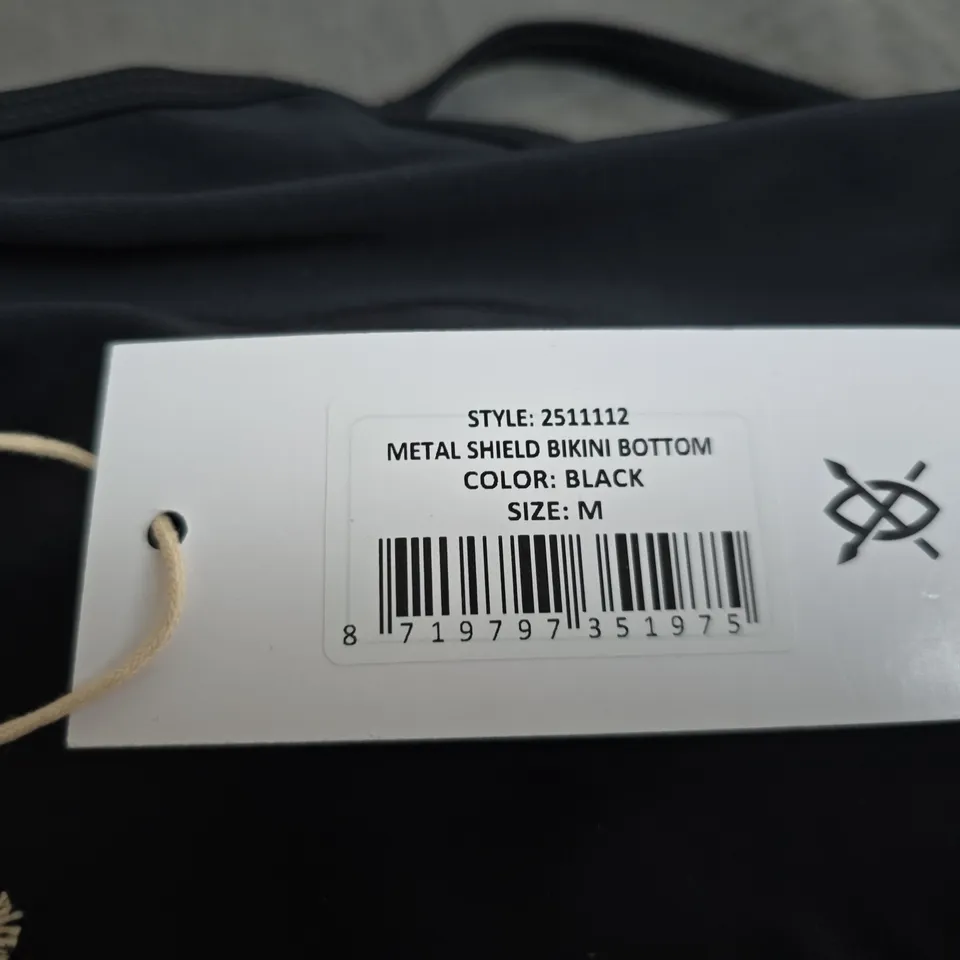 STYLE: 2511112
METAL SHIELD BIKINI BOTTOM
COLOR: BLACK
SIZE: M
8 719797 351975